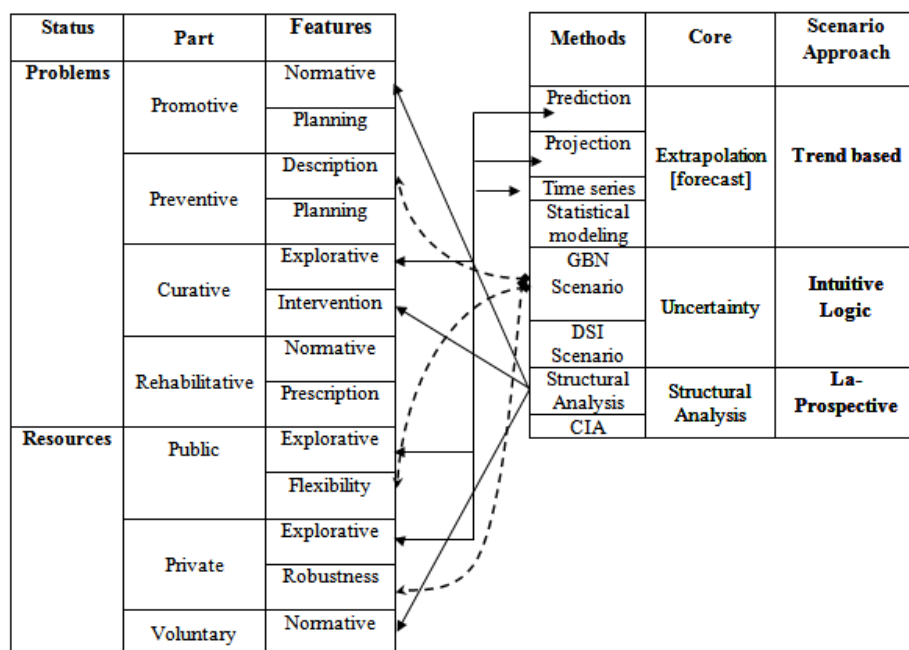 Status
Part
Features
Problems
Promotive
Normative
Planning
Preventive
Description
Planning
Curative
Explorative
Intervention
Rehabilitative
Normative
Prescription
Resources
Public
Explorative
Flexibility
Private
Explorative
Robustness
Voluntary
Normative
Methods
Core
Scenario
Approach
Prediction
Projection
Time series
Statistical
modeling
Extrapolation
[forecast]
Trend based
GBN
Scenario
DSI
Scenario
Uncertainty
Intuitive
Logic
Structural
Analysis
CIA
Structural
Analysis
La-
Prospective